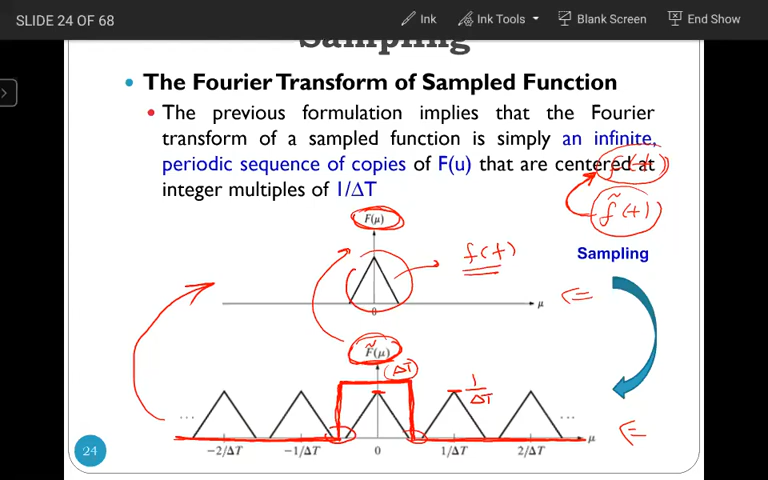 SLIDE 24 OF 68
Ink
Ink Tools
Blank Screen
End Show
Sampling
• The Fourier Transform of Sampled Function
• The previous formulation implies that the Fourier
transform of a sampled function is simply an infinite,
periodic sequence of copies of F(u) that are centered at
integer multiples of 1/ΔT
f(t)
f̃(t)
F(μ)
f(t)
Sampling
0
μ
F̃(μ)
ΔT
1/ΔT
...
...
μ
−2/ΔT
−1/ΔT
0
1/ΔT
2/ΔT
24